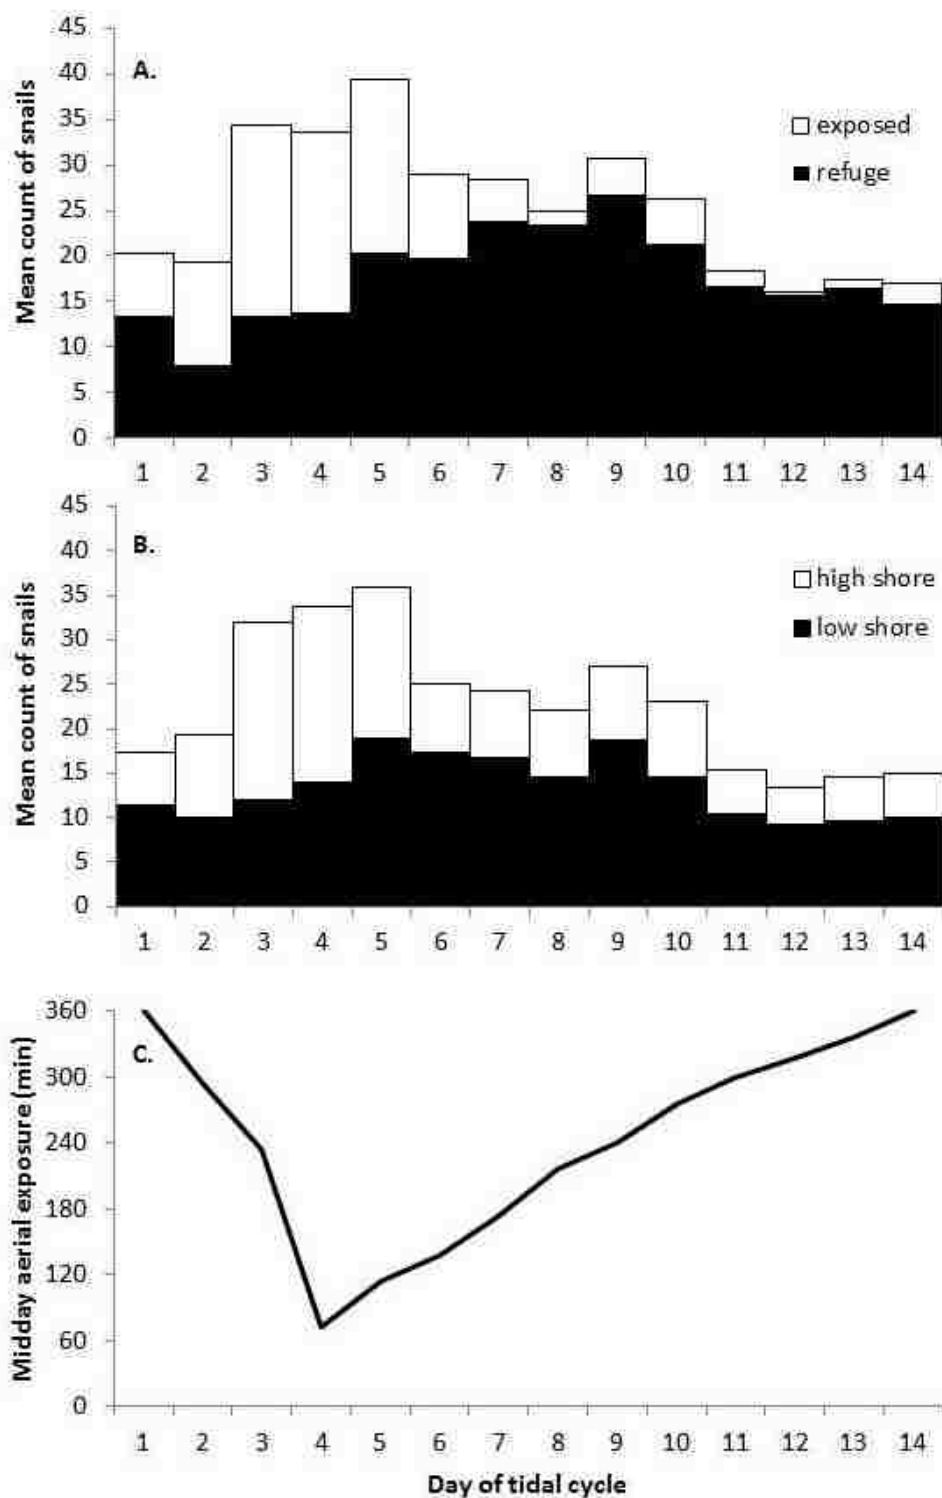 45
40
35
30
25
20
15
10
5
0
Mean count of snails
A.
exposed
refuge
1 2 3 4 5 6 7 8 9 10 11 12 13 14
45
40
35
30
25
20
15
10
5
0
Mean count of snails
B.
high shore
low shore
1 2 3 4 5 6 7 8 9 10 11 12 13 14
360
300
240
180
120
60
0
Midday aerial exposure (min)
C.
1 2 3 4 5 6 7 8 9 10 11 12 13 14
Day of tidal cycle